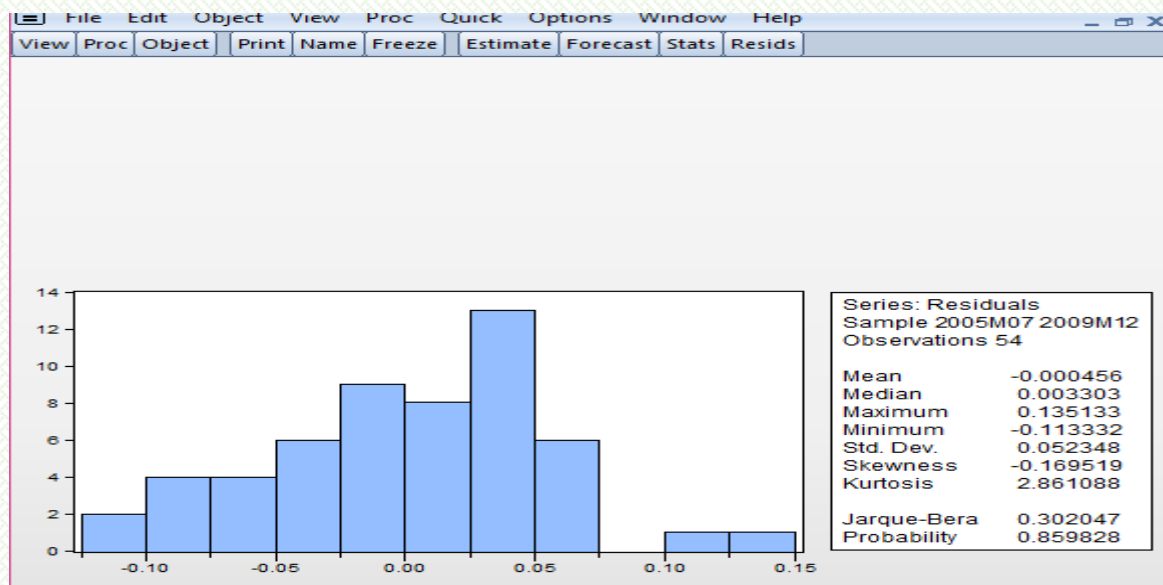 File Edit Object View Proc Quick Options Window Help
View Proc Object Print Name Freeze Estimate Forecast Stats Resids
14
12
10
8
6
4
2
0
-0.10 -0.05 0.00 0.05 0.10 0.15
Series: Residuals
Sample 2005M07 2009M12
Observations 54
Mean -0.000456
Median 0.003303
Maximum 0.135133
Minimum -0.113332
Std. Dev. 0.052348
Skewness -0.169519
Kurtosis 2.861088
Jarque-Bera 0.302047
Probability 0.859828